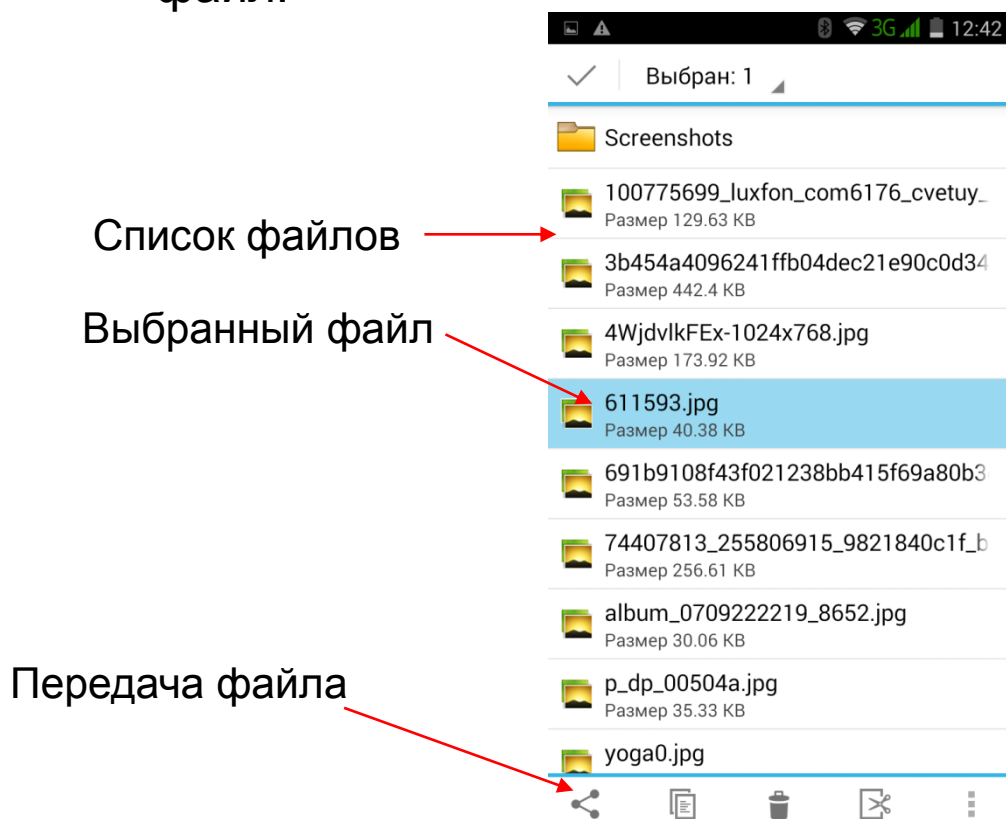 файл.
3G 12:42
Выбран: 1
Screenshots
100775699_luxfon_com6176_cvetuy_
Размер 129.63 KB
Список файлов
3b454a4096241ffb04dec21e90c0d34
Размер 442.4 KB
Выбранный файл
4WjdvlkFEx-1024x768.jpg
Размер 173.92 KB
611593.jpg
Размер 40.38 KB
691b9108f43f021238bb415f69a80b3
Размер 53.58 KB
74407813_255806915_9821840c1f_b
Размер 256.61 KB
album_0709222219_8652.jpg
Размер 30.06 KB
Передача файла
p_dp_00504a.jpg
Размер 35.33 KB
yoga0.jpg